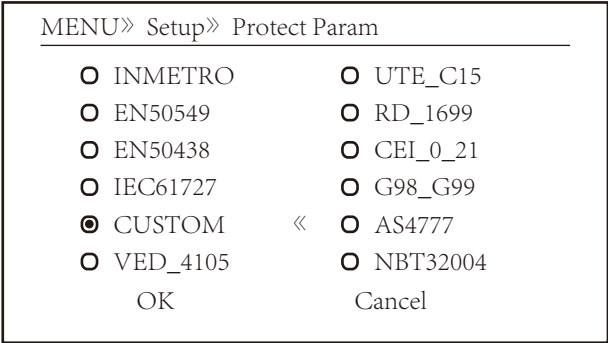 MENU» Setup» Protect Param
INMETRO UTE_C15
EN50549 RD_1699
EN50438 CEI_0_21
IEC61727 G98_G99
CUSTOM « AS4777
VED_4105 NBT32004
OK Cancel